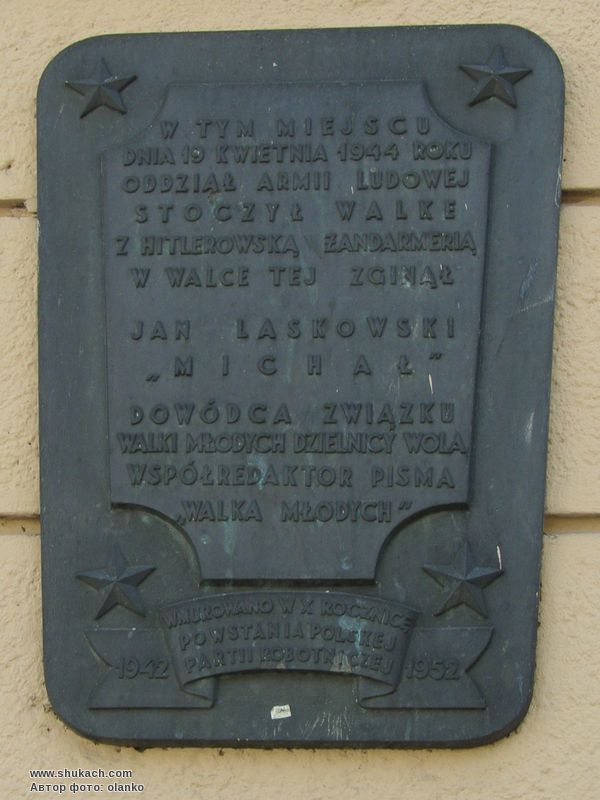 W TYM MIEJSCU
DNIA 19 KWIETNIA 1944 ROKU
ODDZIAŁ ARMII LUDOWEJ
STOCZYŁ WALKE
Z HITLEROWSKĄ ŻANDARMERIĄ
W WALCE TEJ ZGINĄŁ
JAN LASKOWSKI
„MICHAŁ”
DOWÓDCA ZWIĄZKU
WALKI MŁODYCH DZIELNICY WOLA
WSPÓŁREDAKTOR PISMA
„WALKA MŁODYCH”
WMUROWANO W X ROCZNICĘ
POWSTANIA POLSKIEJ
PARTII ROBOTNICZEJ
1942 1952
www.shukach.com
Автор фото: olanko